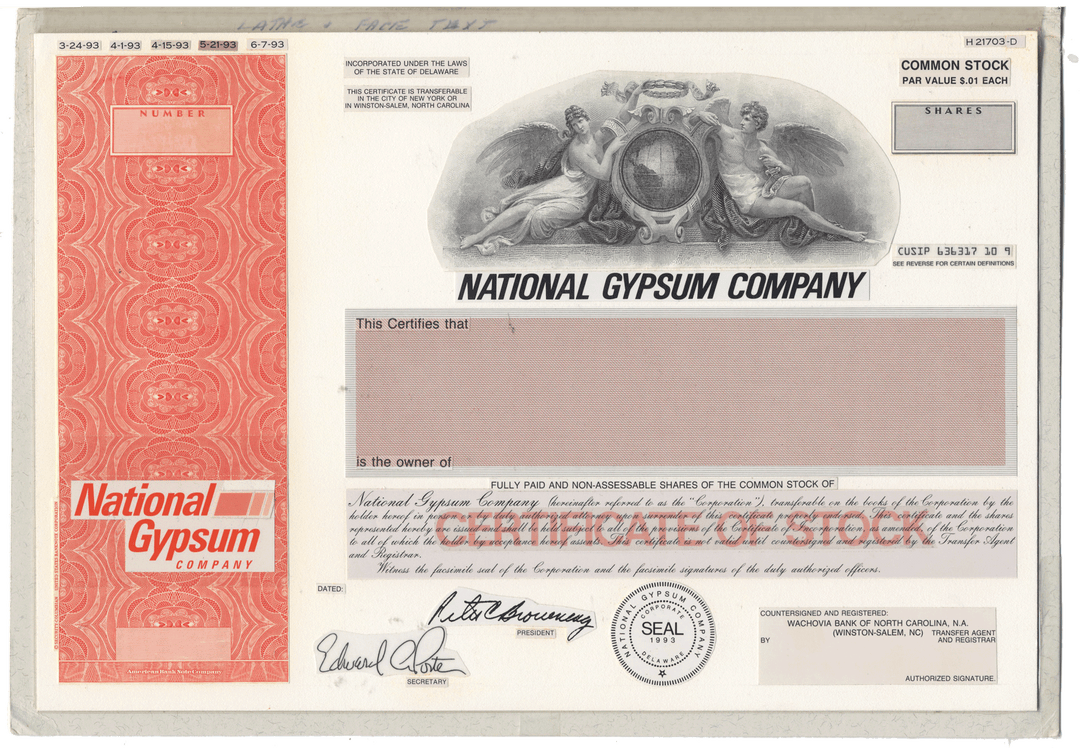 LATHE + FACE TEXT
3-24-93 4-1-93 4-15-93 5-21-93 6-7-93
H 21703-D
NUMBER
INCORPORATED UNDER THE LAWS
OF THE STATE OF DELAWARE
THIS CERTIFICATE IS TRANSFERABLE
IN THE CITY OF NEW YORK OR
IN WINSTON-SALEM, NORTH CAROLINA
COMMON STOCK
PAR VALUE $.01 EACH
SHARES
CUSIP 636317 10 9
SEE REVERSE FOR CERTAIN DEFINITIONS
NATIONAL GYPSUM COMPANY
This Certifies that
is the owner of
FULLY PAID AND NON-ASSESSABLE SHARES OF THE COMMON STOCK OF
National Gypsum Company (hereinafter referred to as the "Corporation"), transferable on the books of the Corporation by the
holder hereof in person or by duly authorized attorney upon surrender of this certificate properly endorsed. This certificate and the shares
represented hereby are issued and shall be held subject to all of the provisions of the Certificate of Incorporation, as amended, of the Corporation
to all of which the holder by acceptance hereof assents. This certificate is not valid until countersigned and registered by the Transfer Agent
and Registrar.
Witness the facsimile seal of the Corporation and the facsimile signatures of the duly authorized officers.
CERTIFICATE OF STOCK
National
Gypsum
COMPANY
American Bank Note Company
DATED:
Peter C Browning
PRESIDENT
Edward A Porter
SECRETARY
NATIONAL GYPSUM COMPANY
CORPORATE
SEAL
1993
DELAWARE
COUNTERSIGNED AND REGISTERED:
WACHOVIA BANK OF NORTH CAROLINA, N.A.
(WINSTON-SALEM, NC) TRANSFER AGENT
BY AND REGISTRAR
AUTHORIZED SIGNATURE.